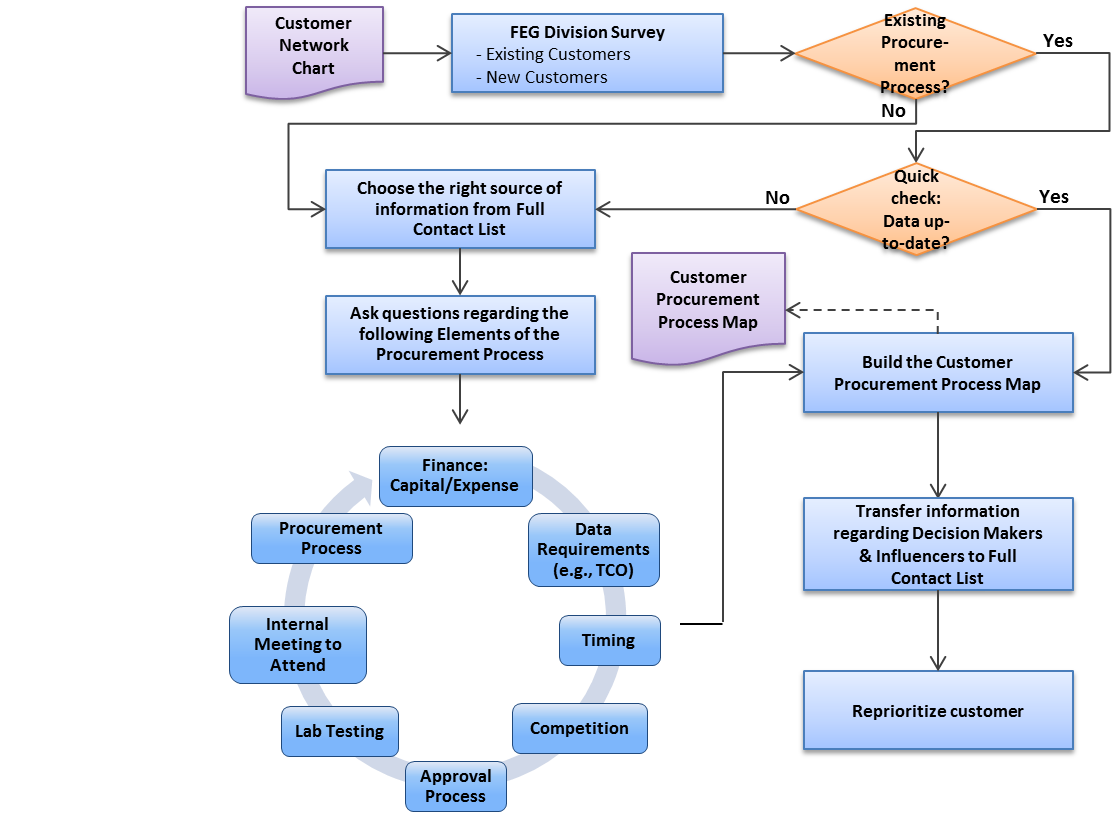 Customer
Network
Chart
FEG Division Survey
- Existing Customers
- New Customers
Existing
Procure-
ment
Process?
Yes
No
Quick
check:
Data up-
to-date?
No
Yes
Choose the right source of
information from Full
Contact List
Customer
Procurement
Process Map
Ask questions regarding the
following Elements of the
Procurement Process
Build the Customer
Procurement Process Map
Finance:
Capital/Expense
Data
Requirements
(e.g., TCO)
Timing
Competition
Approval
Process
Lab Testing
Internal
Meeting to
Attend
Procurement
Process
Transfer information
regarding Decision Makers
& Influencers to Full
Contact List
Reprioritize customer